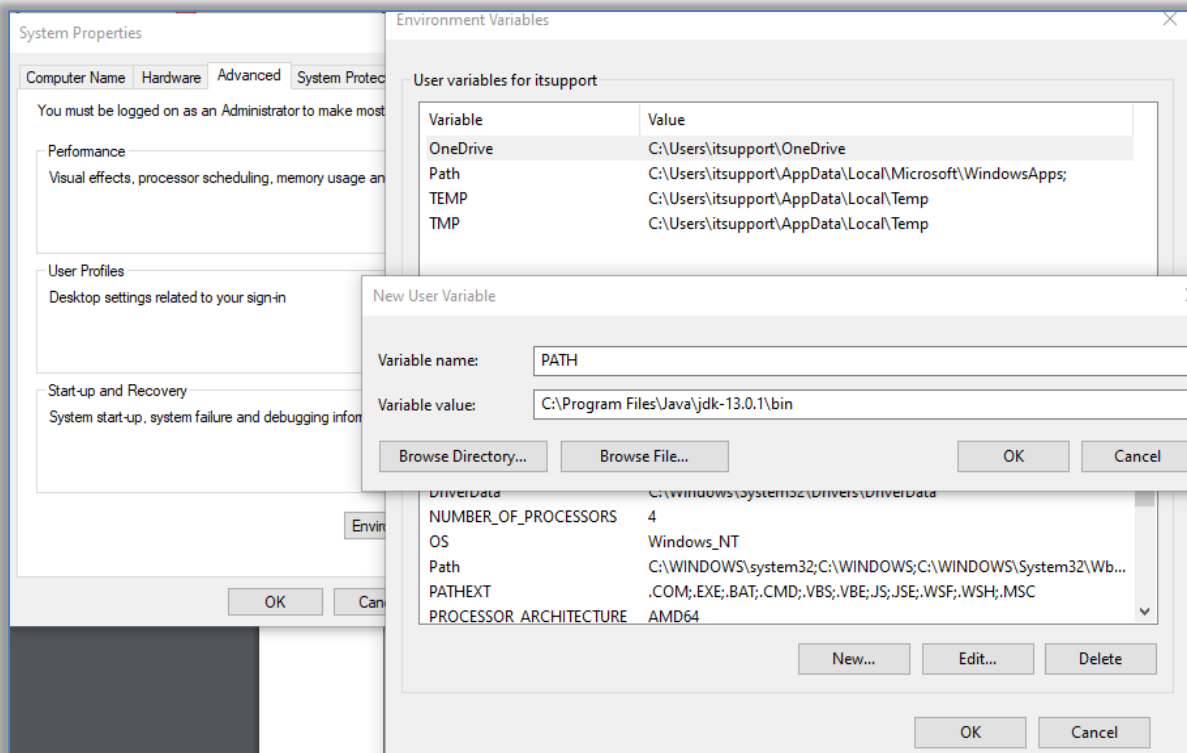 System Properties
Computer Name Hardware Advanced System Protec
You must be logged on as an Administrator to make most
Performance
Visual effects, processor scheduling, memory usage an
User Profiles
Desktop settings related to your sign-in
Start-up and Recovery
System start-up, system failure and debugging infor
Enviro
OK Can
Environment Variables
User variables for itsupport
Variable Value
OneDrive C:\Users\itsupport\OneDrive
Path C:\Users\itsupport\AppData\Local\Microsoft\WindowsApps;
TEMP C:\Users\itsupport\AppData\Local\Temp
TMP C:\Users\itsupport\AppData\Local\Temp
New User Variable
Variable name: PATH
Variable value: C:\Program Files\Java\jdk-13.0.1\bin
Browse Directory... Browse File... OK Cancel
DriverData C:\Windows\System32\Drivers\DriverData
NUMBER_OF_PROCESSORS 4
OS Windows_NT
Path C:\WINDOWS\system32;C:\WINDOWS;C:\WINDOWS\System32\Wb...
PATHEXT .COM;.EXE;.BAT;.CMD;.VBS;.VBE;.JS;.JSE;.WSF;.WSH;.MSC
PROCESSOR_ARCHITECTURE AMD64
New... Edit... Delete
OK Cancel